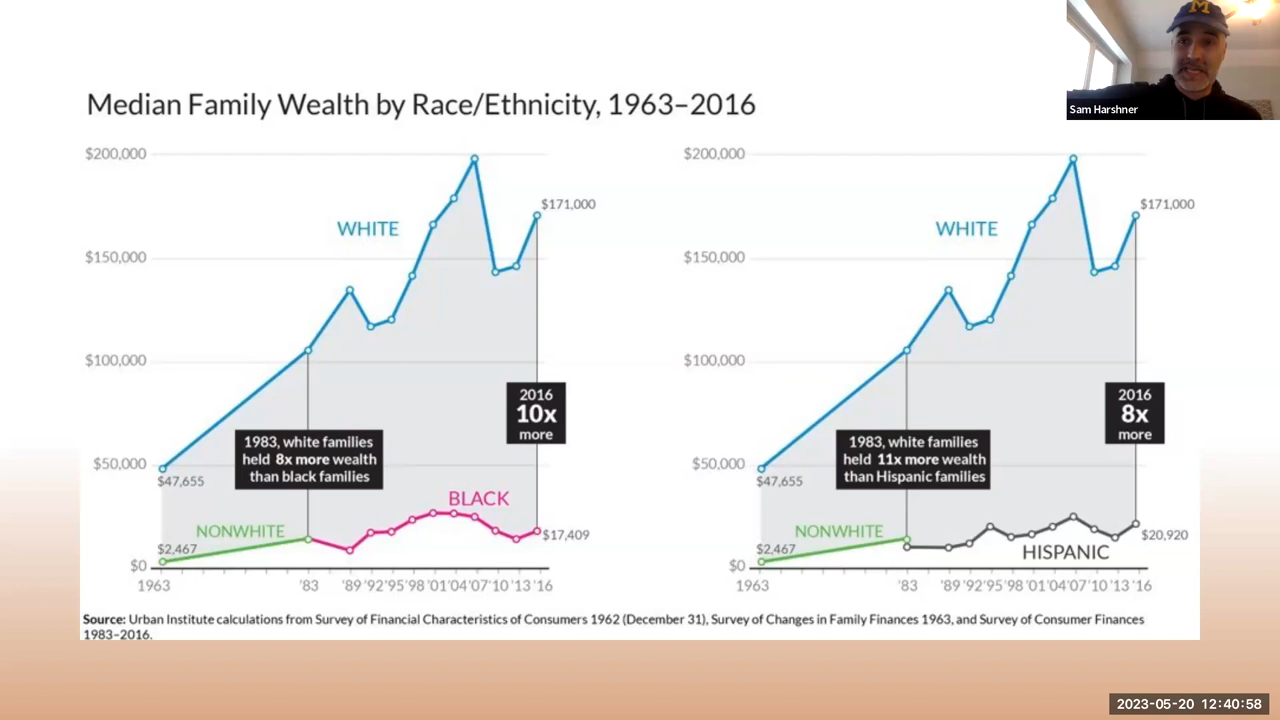 M
Sam Harshner
Median Family Wealth by Race/Ethnicity, 1963–2016
$200,000
$150,000
$100,000
$50,000
$0
WHITE
$171,000
2016
10x
more
1983, white families
held 8x more wealth
than black families
$47,655
NONWHITE
$2,467
BLACK
$17,409
1963 '83 '89 '92 '95 '98 '01 '04 '07 '10 '13 '16
$200,000
$150,000
$100,000
$50,000
$0
WHITE
$171,000
2016
8x
more
1983, white families
held 11x more wealth
than Hispanic families
$47,655
NONWHITE
$2,467
HISPANIC
$20,920
1963 '83 '89 '92 '95 '98 '01 '04 '07 '10 '13 '16
Source: Urban Institute calculations from Survey of Financial Characteristics of Consumers 1962 (December 31), Survey of Changes in Family Finances 1963, and Survey of Consumer Finances
1983–2016.
2023-05-20 12:40:58